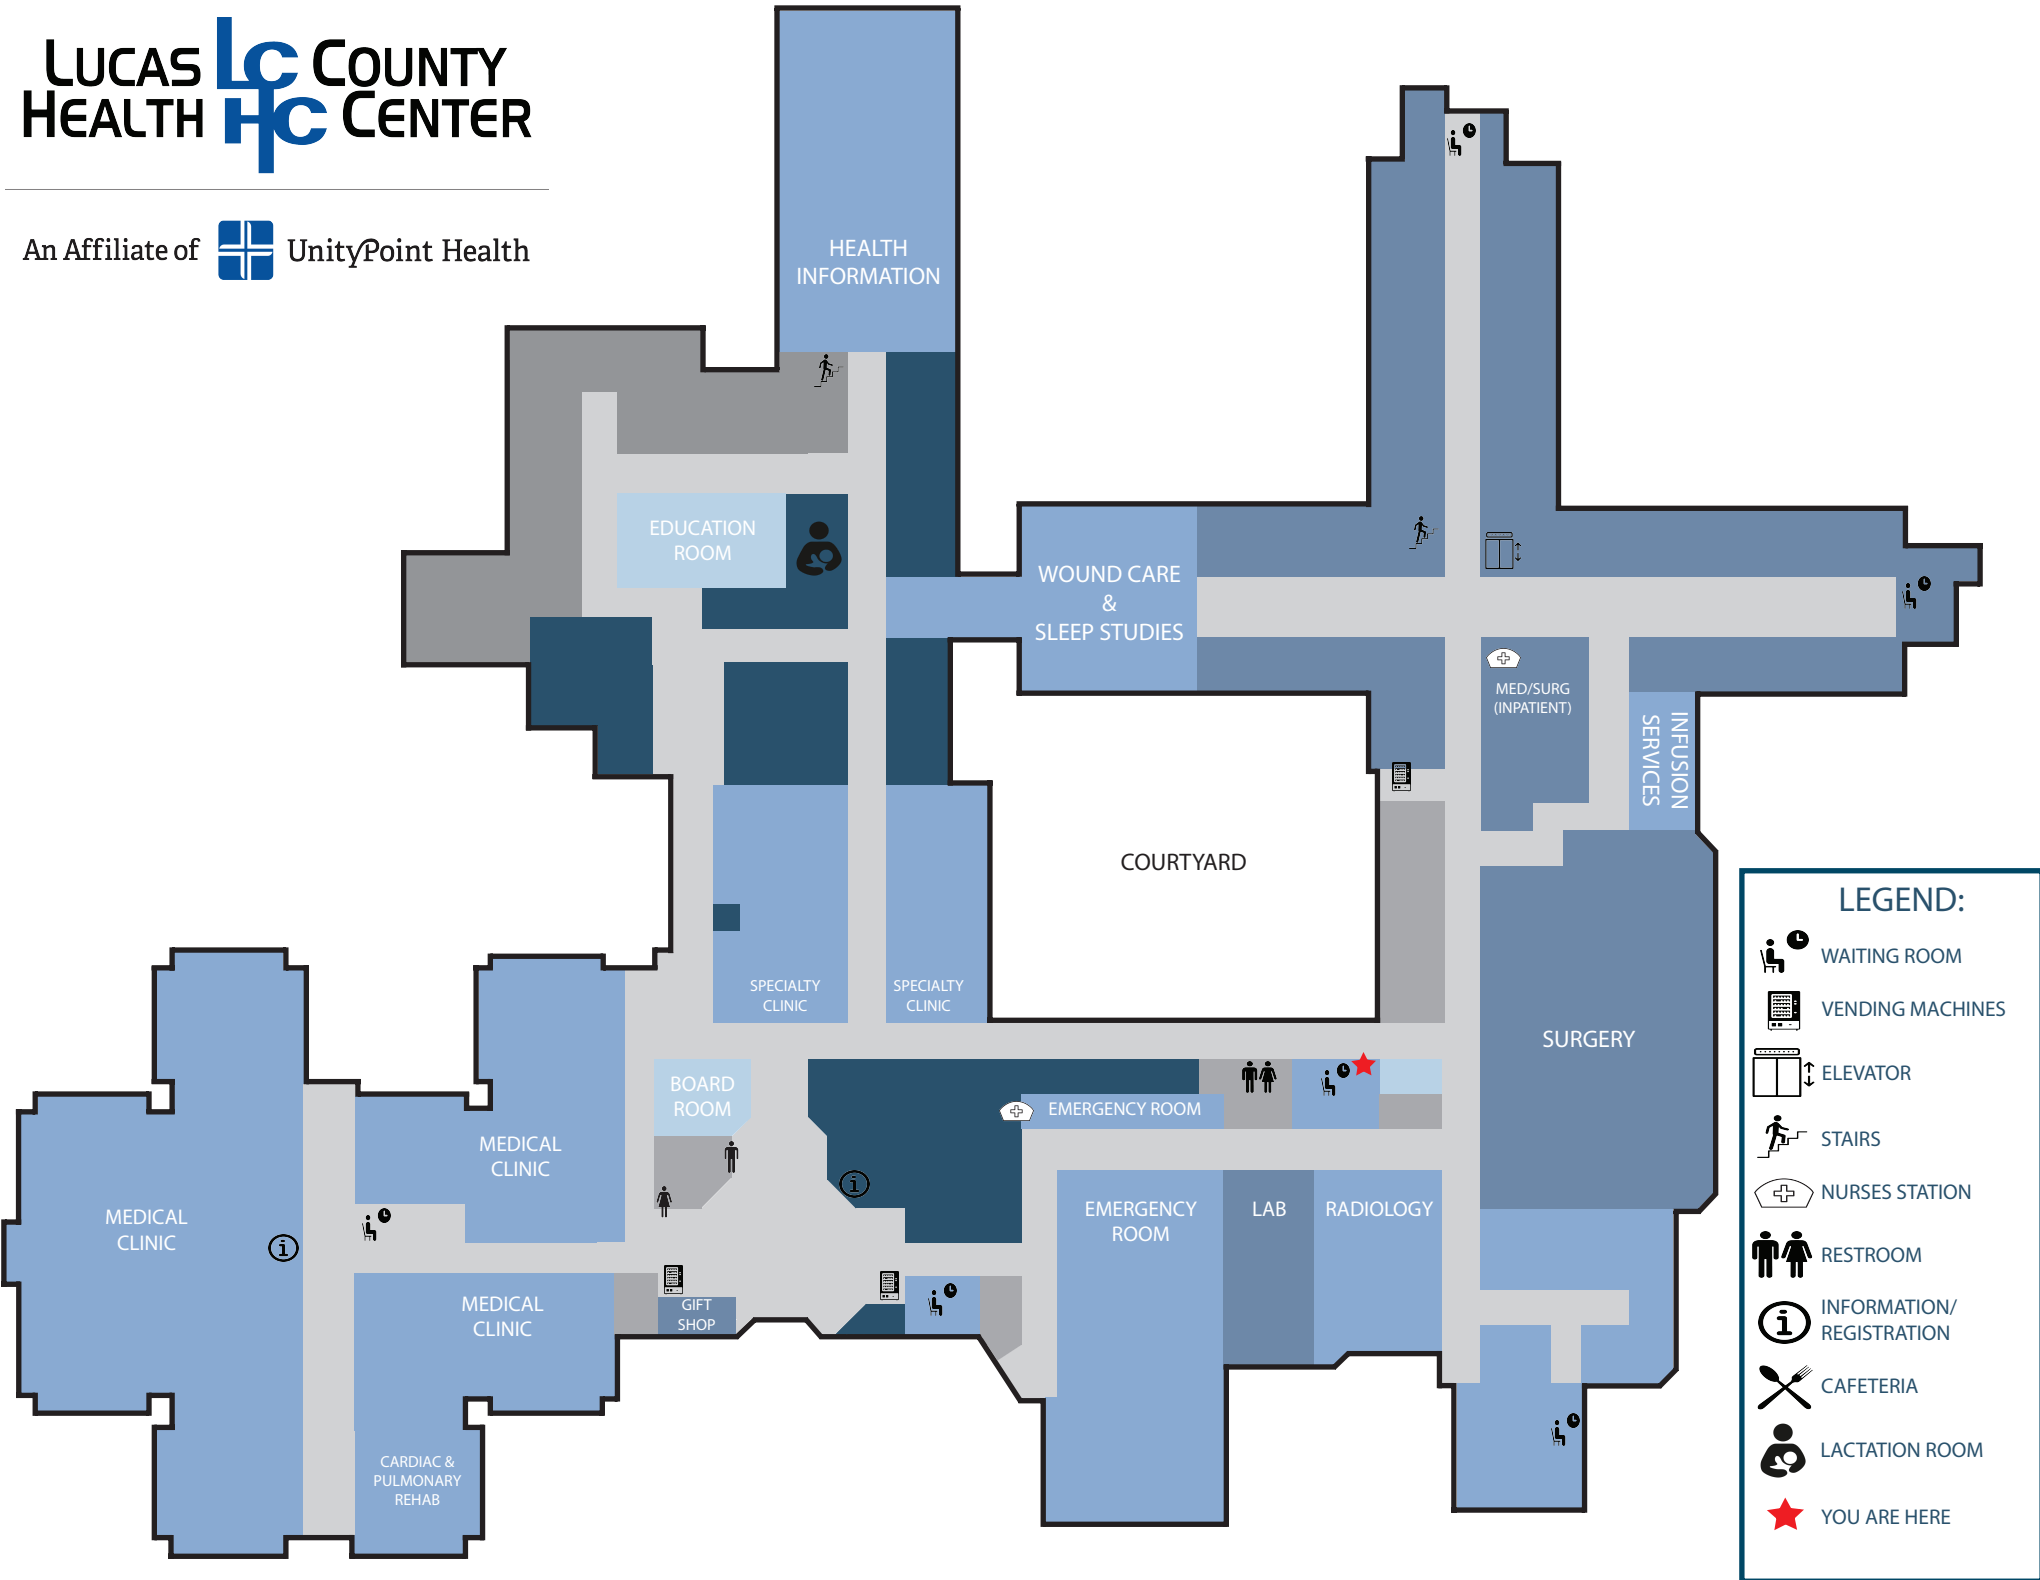 LUCAS LC COUNTY
HEALTH HC CENTER
An Affiliate of UnityPoint Health
HEALTH
INFORMATION
EDUCATION
ROOM
WOUND CARE
&
SLEEP STUDIES
MED/SURG
(INPATIENT)
INFUSION
SERVICES
COURTYARD
SPECIALTY
CLINIC
SPECIALTY
CLINIC
SURGERY
BOARD
ROOM
EMERGENCY ROOM
MEDICAL
CLINIC
MEDICAL
CLINIC
EMERGENCY
ROOM
LAB
RADIOLOGY
MEDICAL
CLINIC
GIFT
SHOP
CARDIAC &
PULMONARY
REHAB
LEGEND:
WAITING ROOM
VENDING MACHINES
ELEVATOR
STAIRS
NURSES STATION
RESTROOM
INFORMATION/
REGISTRATION
CAFETERIA
LACTATION ROOM
YOU ARE HERE